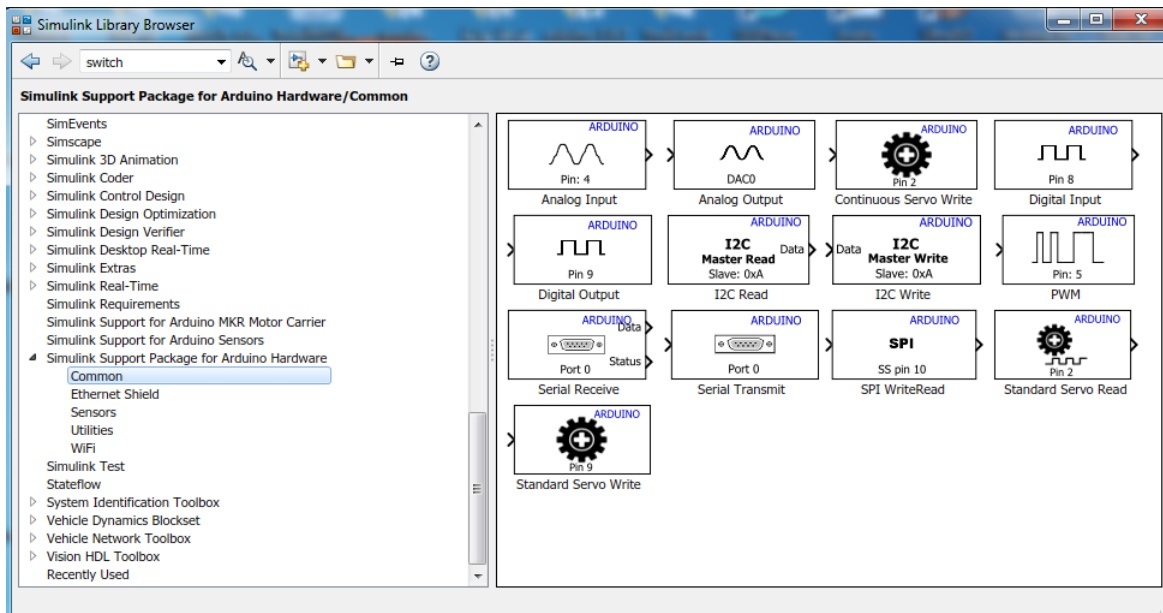 Simulink Library Browser
switch
Simulink Support Package for Arduino Hardware/Common
SimEvents
Simscape
Simulink 3D Animation
Simulink Coder
Simulink Control Design
Simulink Design Optimization
Simulink Design Verifier
Simulink Desktop Real-Time
Simulink Extras
Simulink Real-Time
Simulink Requirements
Simulink Support for Arduino MKR Motor Carrier
Simulink Support for Arduino Sensors
Simulink Support Package for Arduino Hardware
Common
Ethernet Shield
Sensors
Utilities
WiFi
Simulink Test
Stateflow
System Identification Toolbox
Vehicle Dynamics Blockset
Vehicle Network Toolbox
Vision HDL Toolbox
Recently Used
ARDUINO
Pin: 4
Analog Input
ARDUINO
DAC0
Analog Output
ARDUINO
Pin 2
Continuous Servo Write
ARDUINO
Pin 8
Digital Input
ARDUINO
Pin 9
Digital Output
ARDUINO
I2C Data
Master Read
Slave: 0xA
I2C Read
ARDUINO
Data I2C
Master Write
Slave: 0xA
I2C Write
ARDUINO
Pin: 5
PWM
ARDUINO
Data
Status
Port 0
Serial Receive
ARDUINO
Port 0
Serial Transmit
ARDUINO
SPI
SS pin 10
SPI WriteRead
ARDUINO
Pin 2
Standard Servo Read
ARDUINO
Pin 9
Standard Servo Write